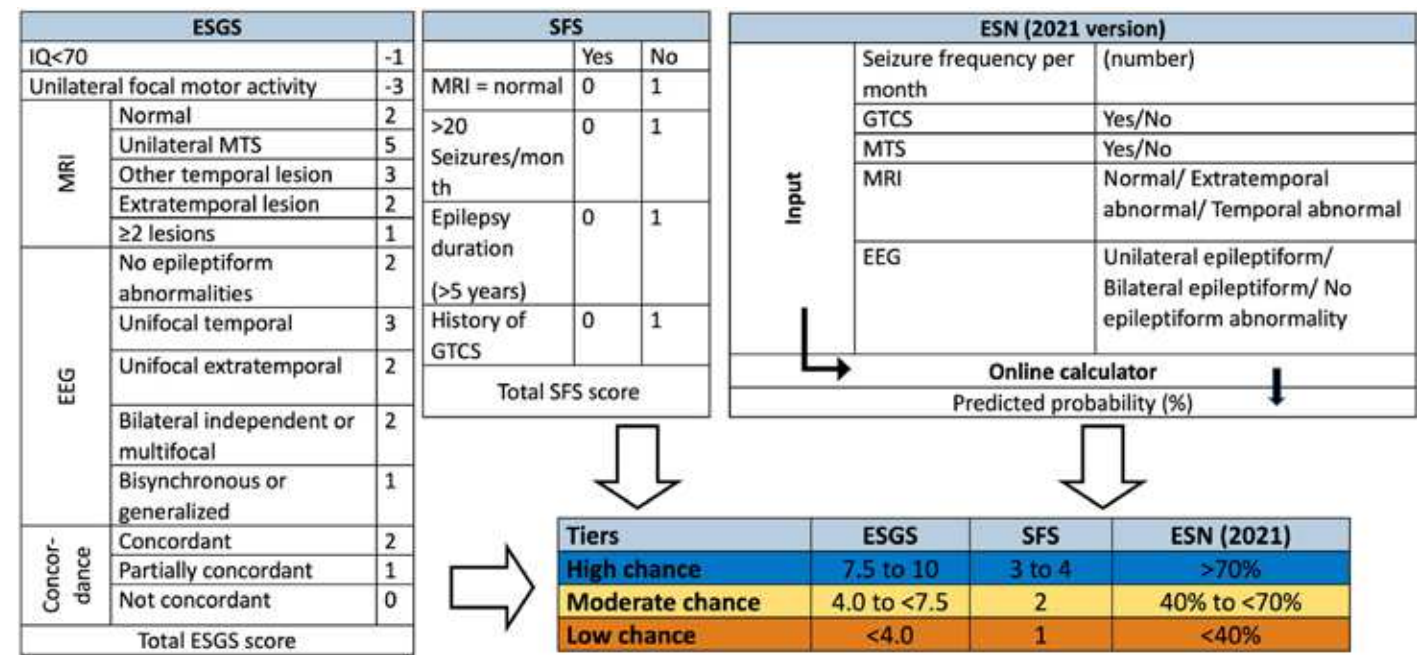 ESGS
IQ<70 -1
Unilateral focal motor activity -3
MRI
Normal 2
Unilateral MTS 5
Other temporal lesion 3
Extratemporal lesion 2
≥2 lesions 1
EEG
No epileptiform 2
abnormalities
Unifocal temporal 3
Unifocal extratemporal 2
Bilateral independent or 2
multifocal
Bisynchronous or 1
generalized
Concor-
dance
Concordant 2
Partially concordant 1
Not concordant 0
Total ESGS score
SFS
Yes No
MRI = normal 0 1
>20 0 1
Seizures/mon
th
Epilepsy 0 1
duration
(>5 years)
History of 0 1
GTCS
Total SFS score
ESN (2021 version)
Input
Seizure frequency per (number)
month
GTCS Yes/No
MTS Yes/No
MRI Normal/ Extratemporal
abnormal/ Temporal abnormal
EEG Unilateral epileptiform/
Bilateral epileptiform/ No
epileptiform abnormality
Online calculator
Predicted probability (%)
Tiers ESGS SFS ESN (2021)
High chance 7.5 to 10 3 to 4 >70%
Moderate chance 4.0 to <7.5 2 40% to <70%
Low chance <4.0 1 <40%